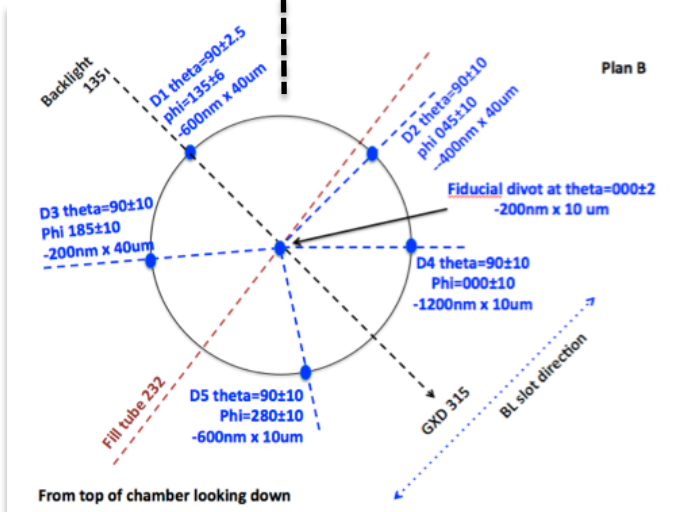 Plan B
Backlight
135
D1 theta=90±2.5
phi=135±6
-600nm x 40um
D2 theta=90±10
phi 045±10
--400nm x 40um
Fiducial divot at theta=000±2
-200nm x 10 um
D3 theta=90±10
Phi 185±10
-200nm x 40um
D4 theta=90±10
Phi=000±10
-1200nm x 10um
D5 theta=90±10
Phi=280±10
-600nm x 10um
Fill tube 232
GXD 315
BL slot direction
From top of chamber looking down